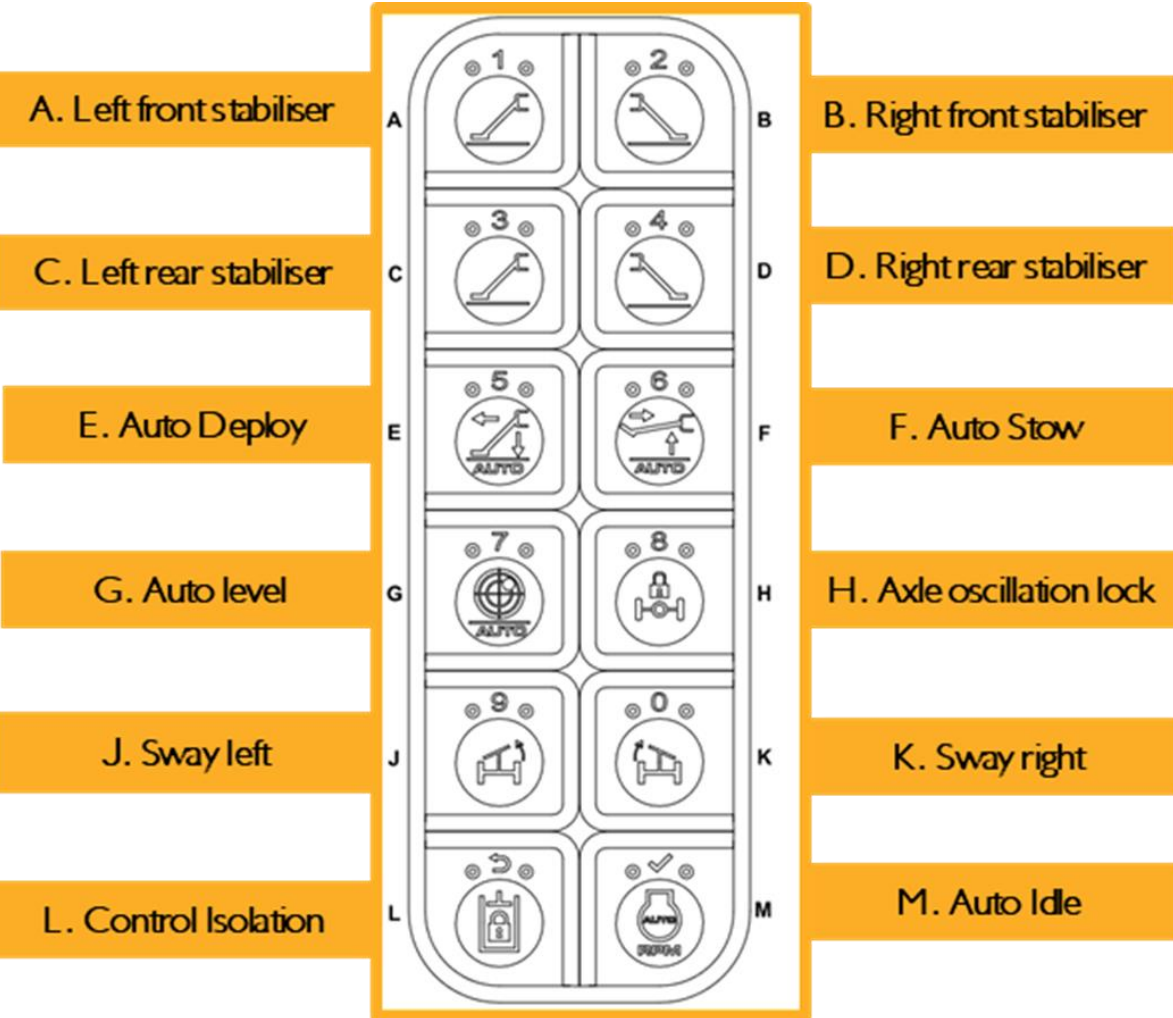 1 2
A. Left front stabiliser A B B. Right front stabiliser
3 4
C. Left rear stabiliser C D D. Right rear stabiliser
5 6
E. Auto Deploy E F F. Auto Stow
AUTO AUTO
7 8
G. Auto level G H H. Axle oscillation lock
AUTO
9 0
J. Sway left J K K. Sway right
L. Control Isolation L M M. Auto Idle
AUTO
RPM